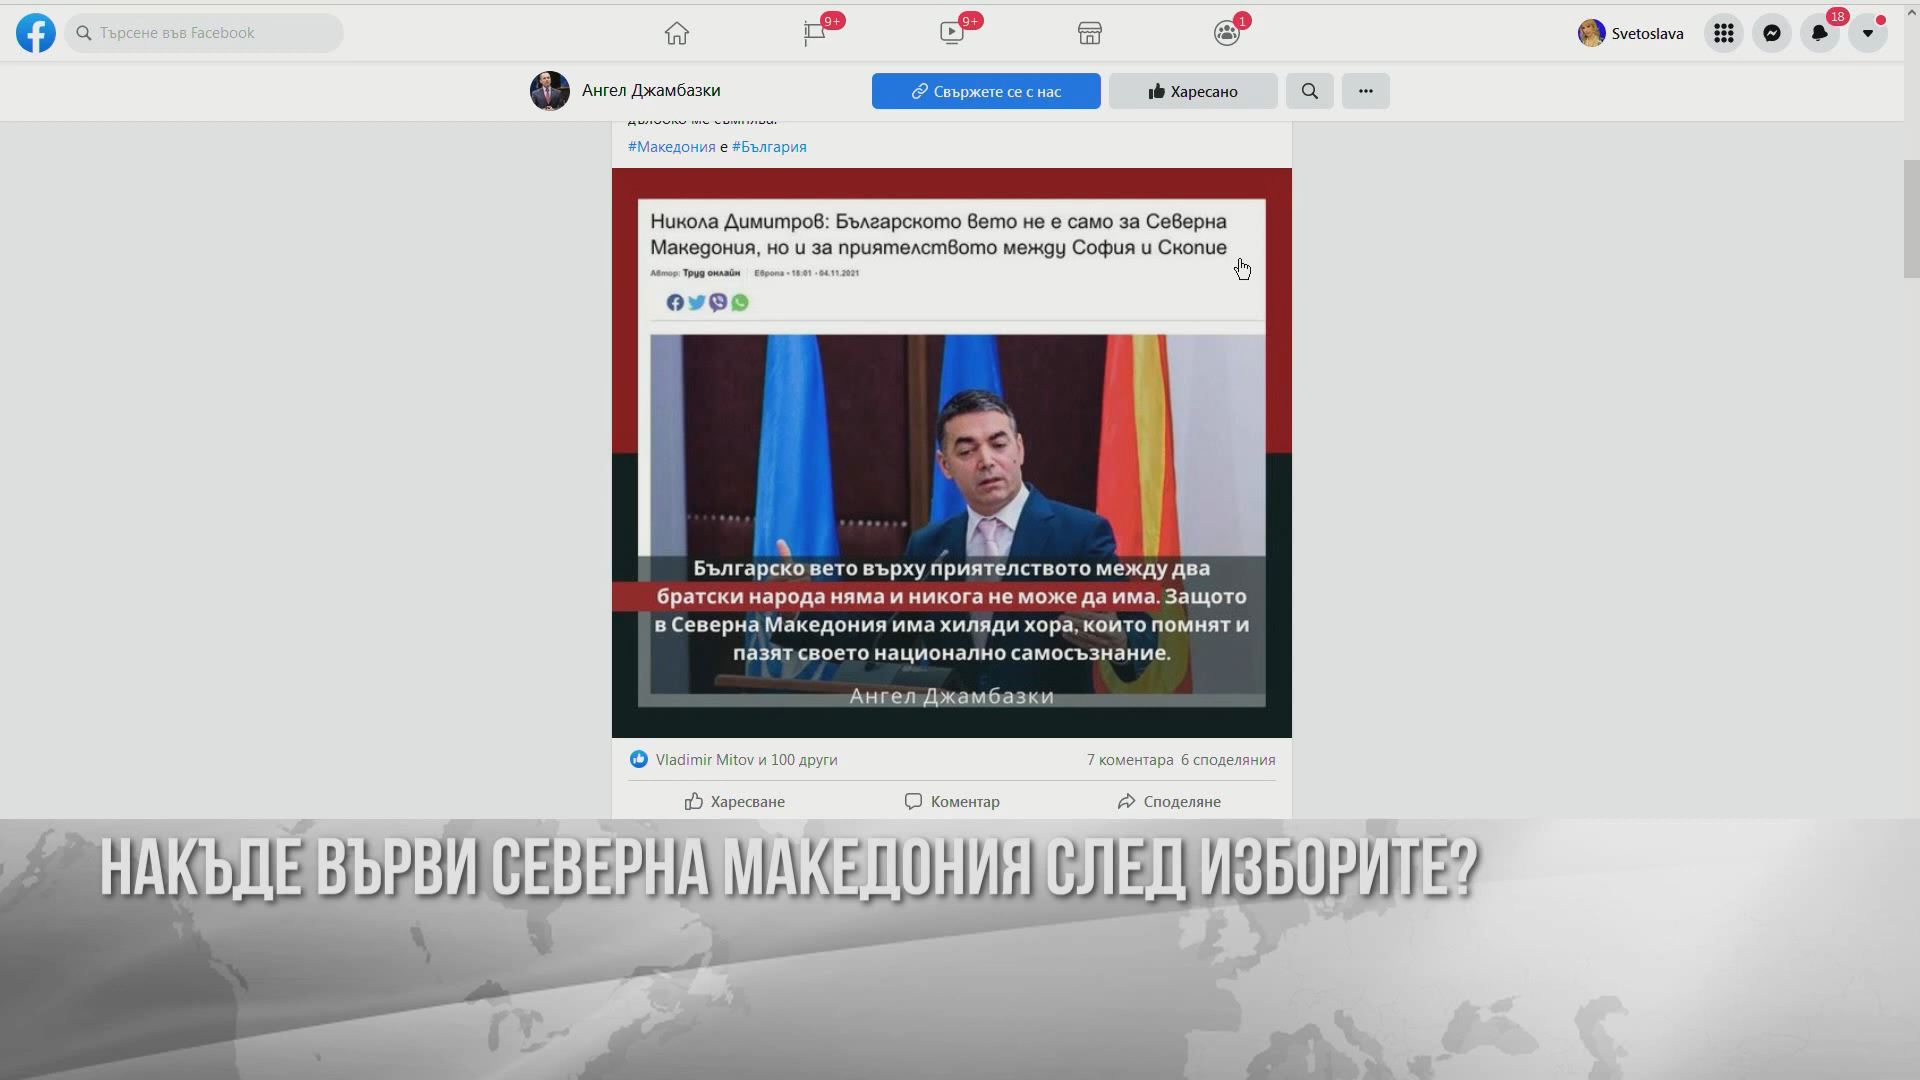 Търсене във Facebook
9+
9+
1
Svetoslava
18
Ангел Джамбазки
Свържете се с нас
Харесано
#Македония е #България
Никола Димитров: Българското вето не е само за Северна
Македония, но и за приятелството между София и Скопие
Автор: Труд онлайн Европа • 18:01 - 04.11.2021
Българско вето върху приятелството между два
братски народа няма и никога не може да има. Защото
в Северна Македония има хиляди хора, които помнят и
пазят своето национално самосъзнание.
Ангел Джамбазки
Vladimir Mitov и 100 други
7 коментара 6 споделяния
Харесване
Коментар
Споделяне
НАКЪДЕ ВЪРВИ СЕВЕРНА МАКЕДОНИЯ СЛЕД ИЗБОРИТЕ?